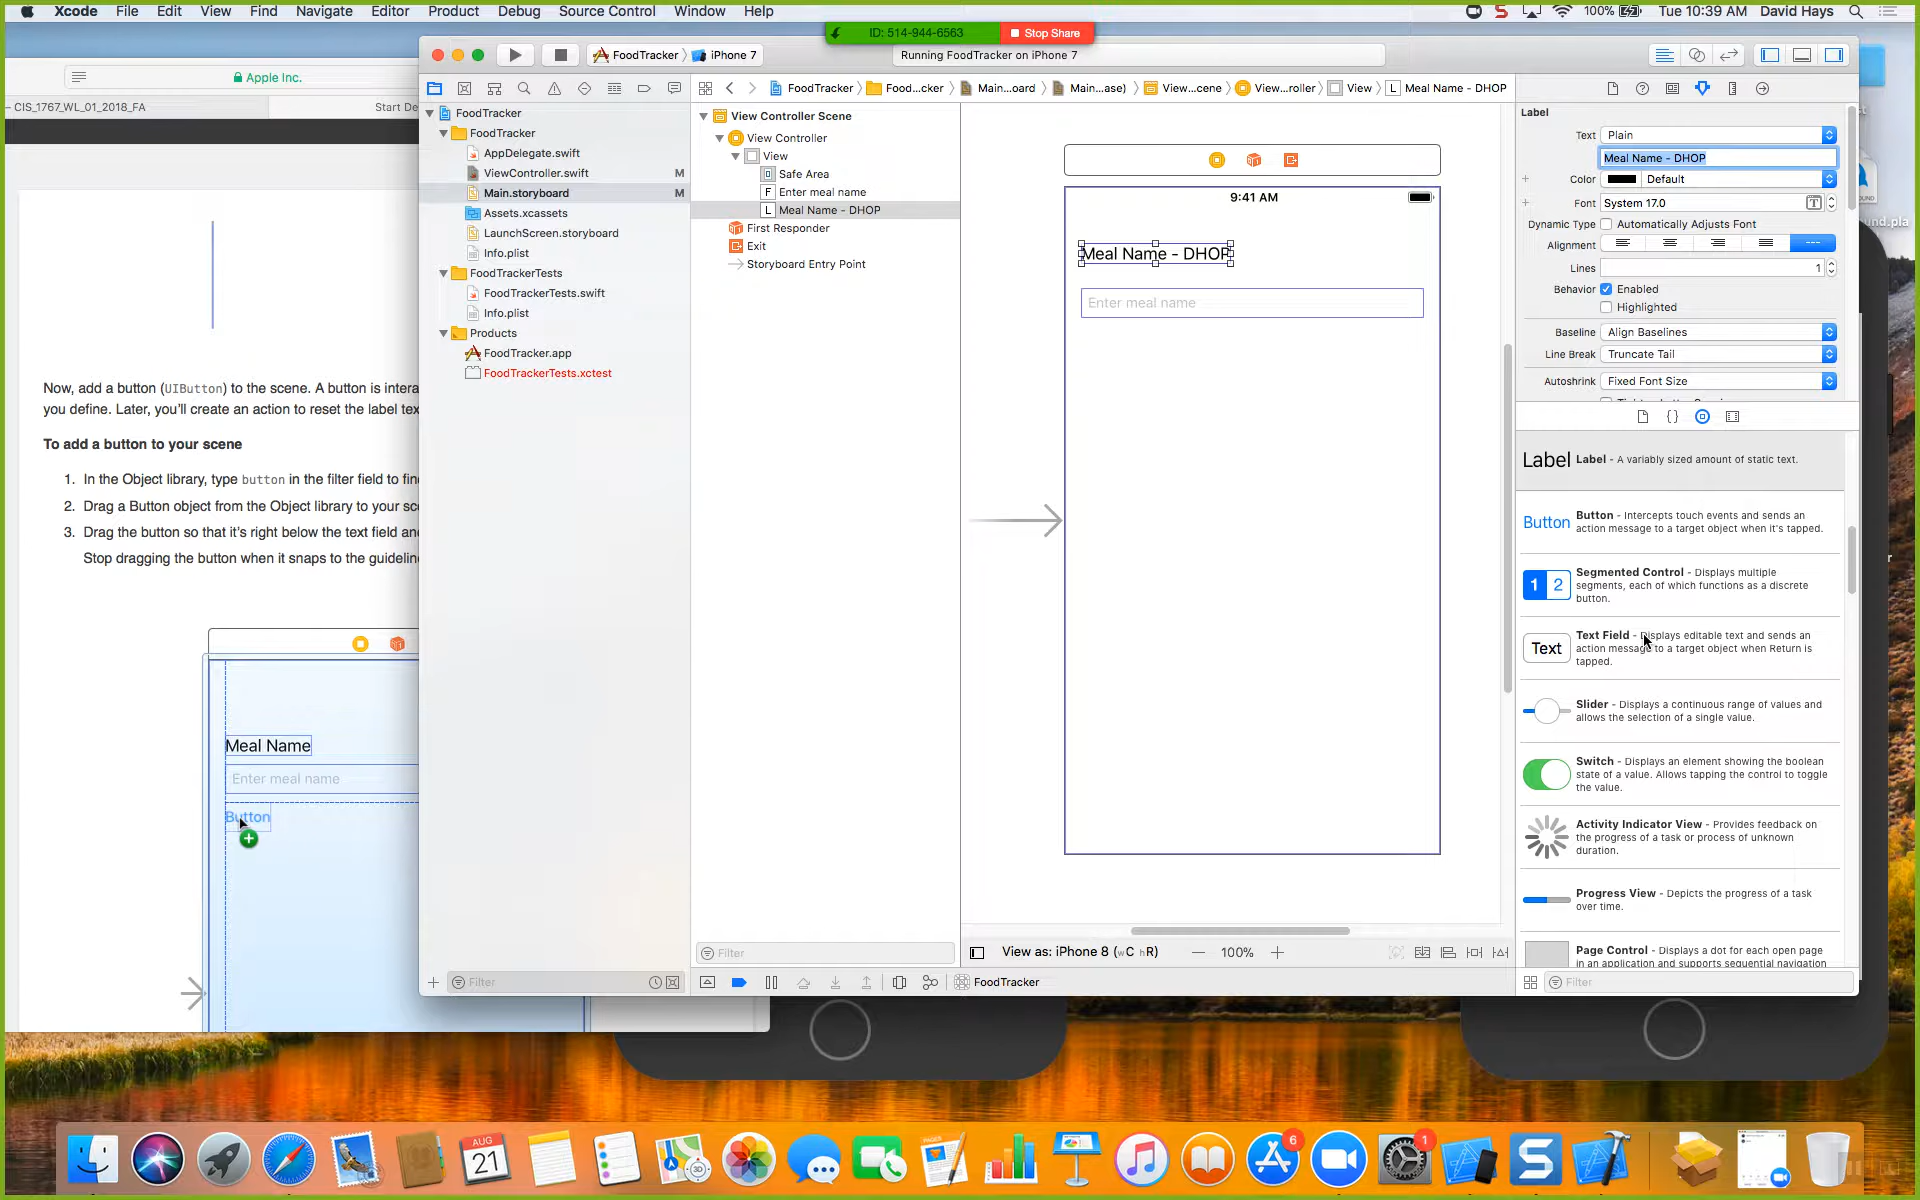 Xcode File Edit View Find Navigate Editor Product Debug Source Control Window Help
100% Tue 10:39 AM David Hays
ID: 514-944-6563 Stop Share
FoodTracker iPhone 7
Running FoodTracker on iPhone 7
Apple Inc.
CIS_1767_WL_01_2018_FA
Start De
FoodTracker
FoodTracker
AppDelegate.swift
ViewController.swift M
Main.storyboard M
Assets.xcassets
LaunchScreen.storyboard
Info.plist
FoodTrackerTests
FoodTrackerTests.swift
Info.plist
Products
FoodTracker.app
FoodTrackerTests.xctest
Filter
FoodTracker Food...cker Main...oard Main...ase) View...cene View...roller View L Meal Name - DHOP
View Controller Scene
View Controller
View
Safe Area
F Enter meal name
L Meal Name - DHOP
First Responder
Exit
Storyboard Entry Point
Filter
9:41 AM
Meal Name - DHOP
Enter meal name
View as: iPhone 8 (wC hR)
100%
FoodTracker
Label
Text Plain
Meal Name - DHOP
Color Default
Font System 17.0
Dynamic Type Automatically Adjusts Font
Alignment
Lines 1
Behavior Enabled
Highlighted
Baseline Align Baselines
Line Break Truncate Tail
Autoshrink Fixed Font Size
Label Label - A variably sized amount of static text.
Button Button - Intercepts touch events and sends an
action message to a target object when it's tapped.
1 2 Segmented Control - Displays multiple
segments, each of which functions as a discrete
button.
Text Text Field - Displays editable text and sends an
action message to a target object when Return is
tapped.
Slider - Displays a continuous range of values and
allows the selection of a single value.
Switch - Displays an element showing the boolean
state of a value. Allows tapping the control to toggle
the value.
Activity Indicator View - Provides feedback on
the progress of a task or process of unknown
duration.
Progress View - Depicts the progress of a task
over time.
Page Control - Displays a dot for each open page
in an application and supports sequential navigation
Filter
Now, add a button (UIButton) to the scene. A button is intera
you define. Later, you'll create an action to reset the label tex
To add a button to your scene
1. In the Object library, type button in the filter field to fin
2. Drag a Button object from the Object library to your sc
3. Drag the button so that it's right below the text field an
Stop dragging the button when it snaps to the guideline
Meal Name
Enter meal name
Button
und.pla
AUG
21
3D
PAGES
6
1